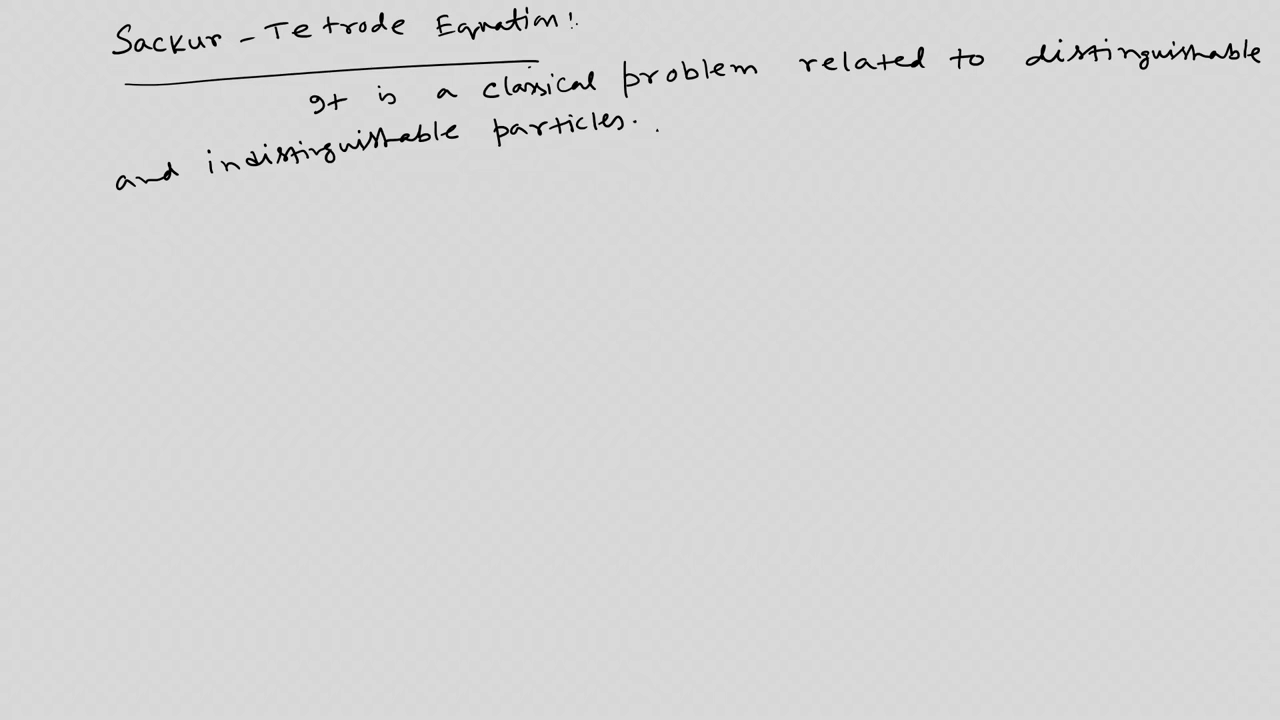 Sackur - Tetrode Equation:
It is a classical problem related to distinguishable
and indistinguishable particles.